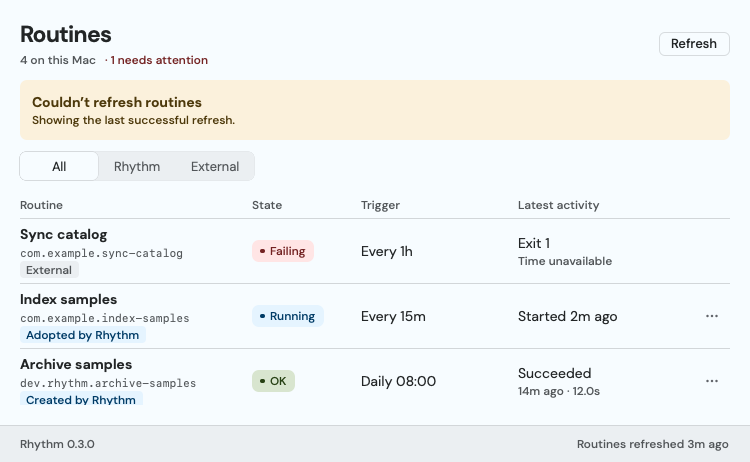 Routines
4 on this Mac · 1 needs attention
Refresh
Couldn’t refresh routines
Showing the last successful refresh.
All Rhythm External
Routine State Trigger Latest activity
Sync catalog
com.example.sync-catalog
External
Failing
Every 1h
Exit 1
Time unavailable
Index samples
com.example.index-samples
Adopted by Rhythm
Running
Every 15m
Started 2m ago
Archive samples
dev.rhythm.archive-samples
Created by Rhythm
OK
Daily 08:00
Succeeded
14m ago · 12.0s
Rhythm 0.3.0
Routines refreshed 3m ago